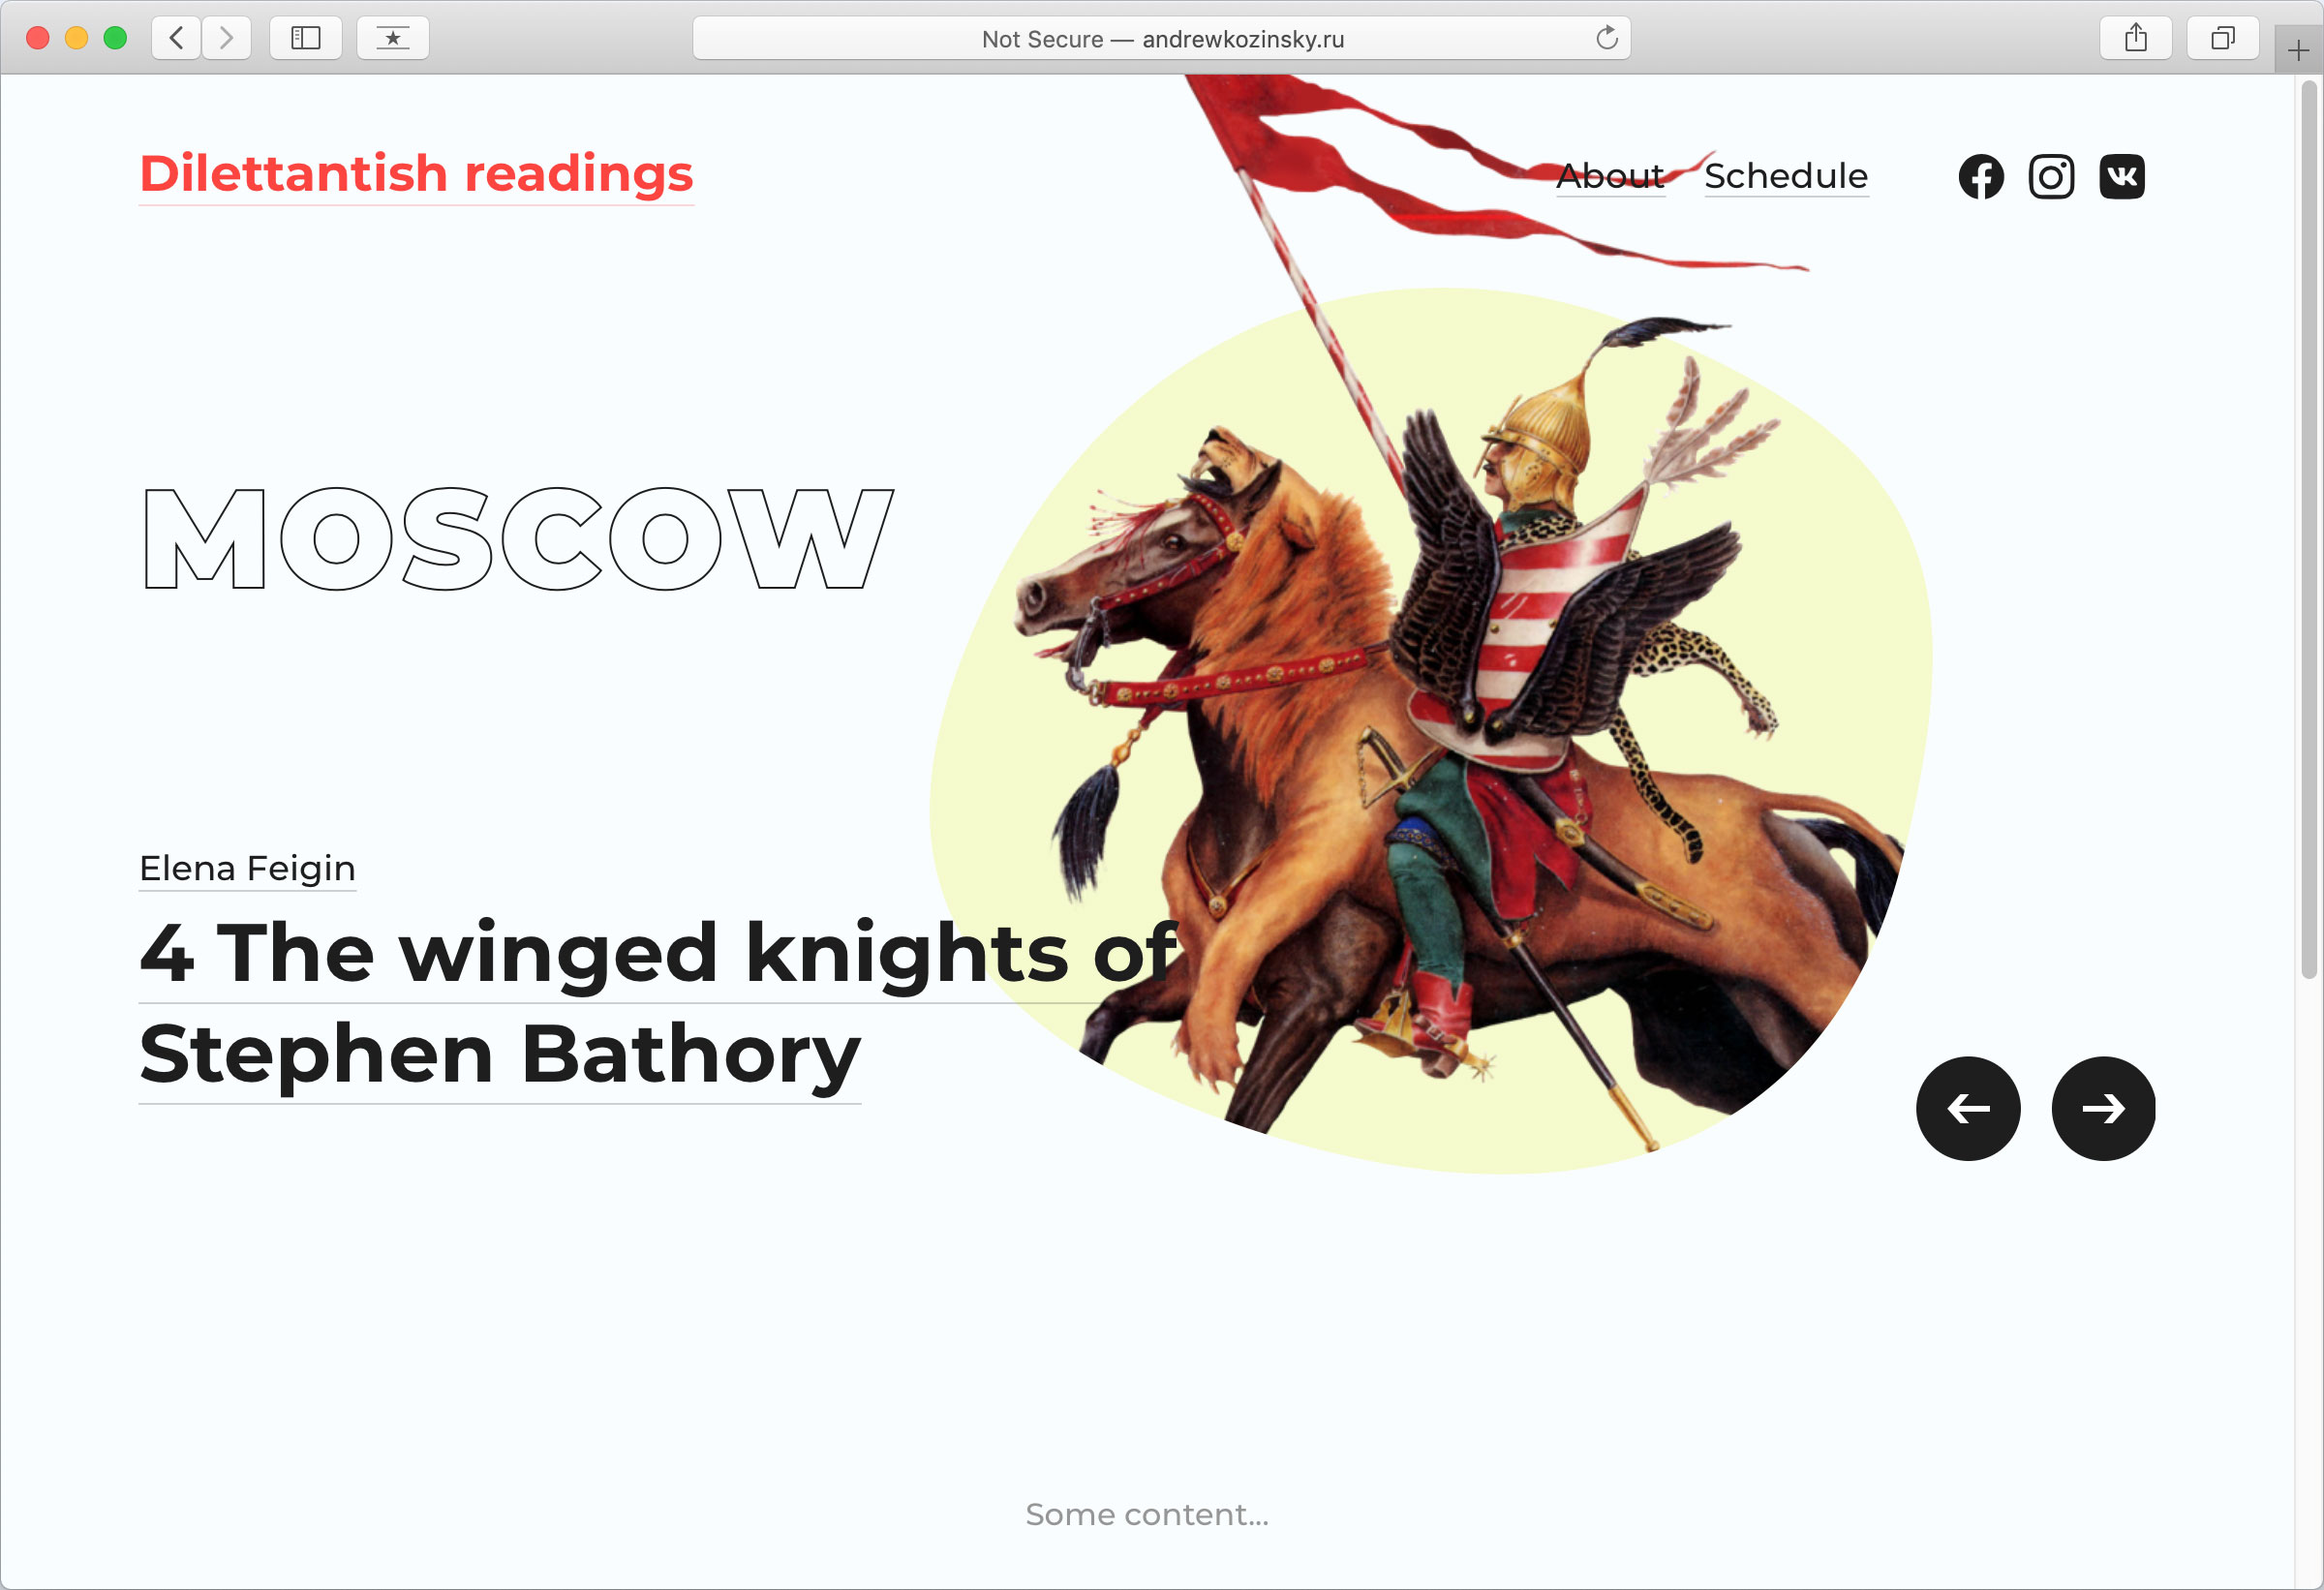 Not Secure — andrewkozinsky.ru
Dilettantish readings
About Schedule
MOSCOW
Elena Feigin
4 The winged knights of
Stephen Bathory
Some content...